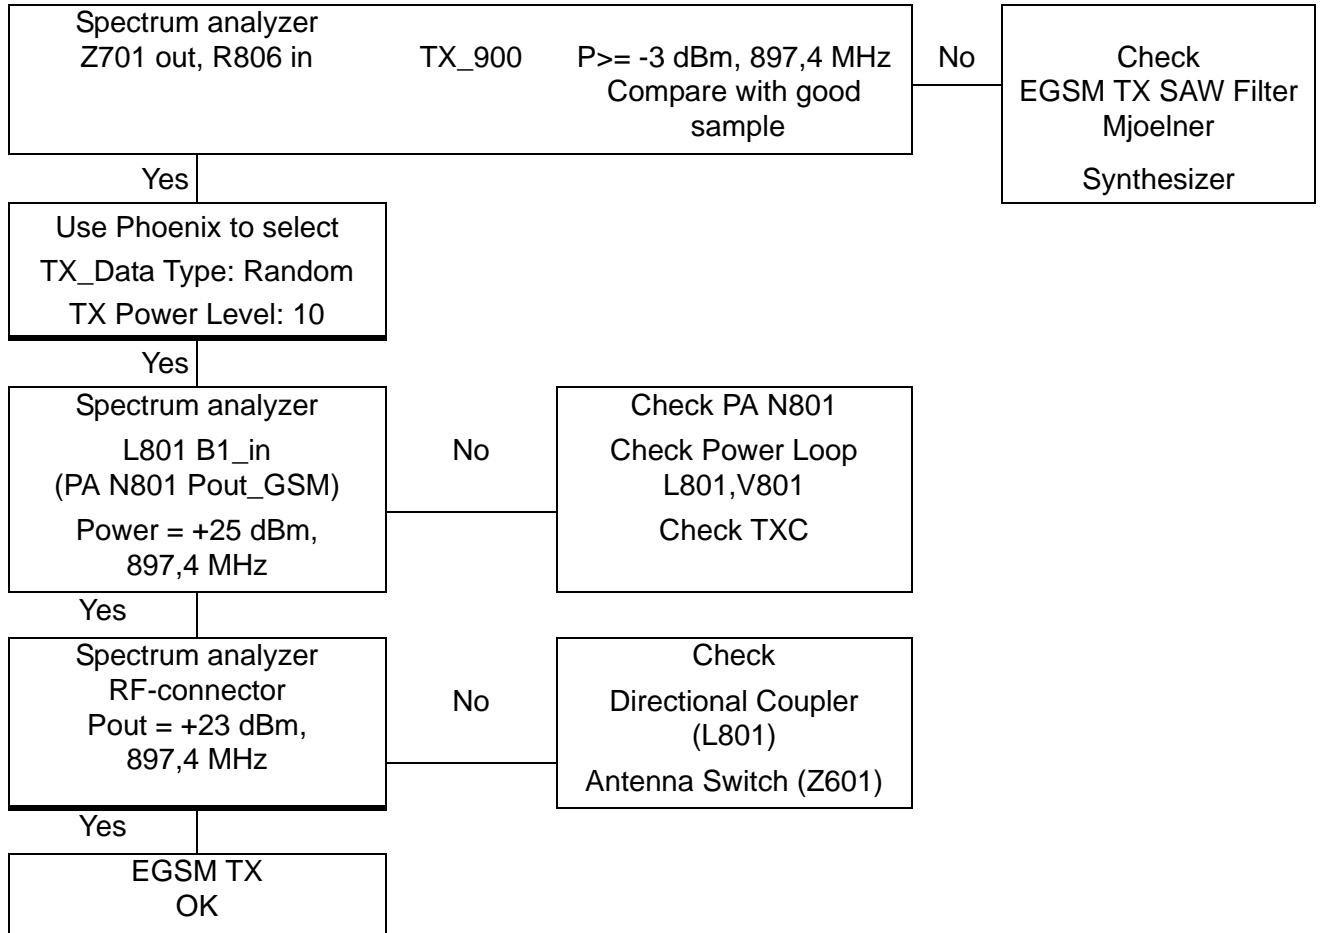 Spectrum analyzer
Z701 out, R806 in TX_900 P>= -3 dBm, 897,4 MHz
Compare with good
sample
No
Check
EGSM TX SAW Filter
Mjoelner
Synthesizer
Yes
Use Phoenix to select
TX_Data Type: Random
TX Power Level: 10
Yes
Spectrum analyzer
L801 B1_in
(PA N801 Pout_GSM)
Power = +25 dBm,
897,4 MHz
No
Check PA N801
Check Power Loop
L801,V801
Check TXC
Yes
Spectrum analyzer
RF-connector
Pout = +23 dBm,
897,4 MHz
No
Check
Directional Coupler
(L801)
Antenna Switch (Z601)
Yes
EGSM TX
OK